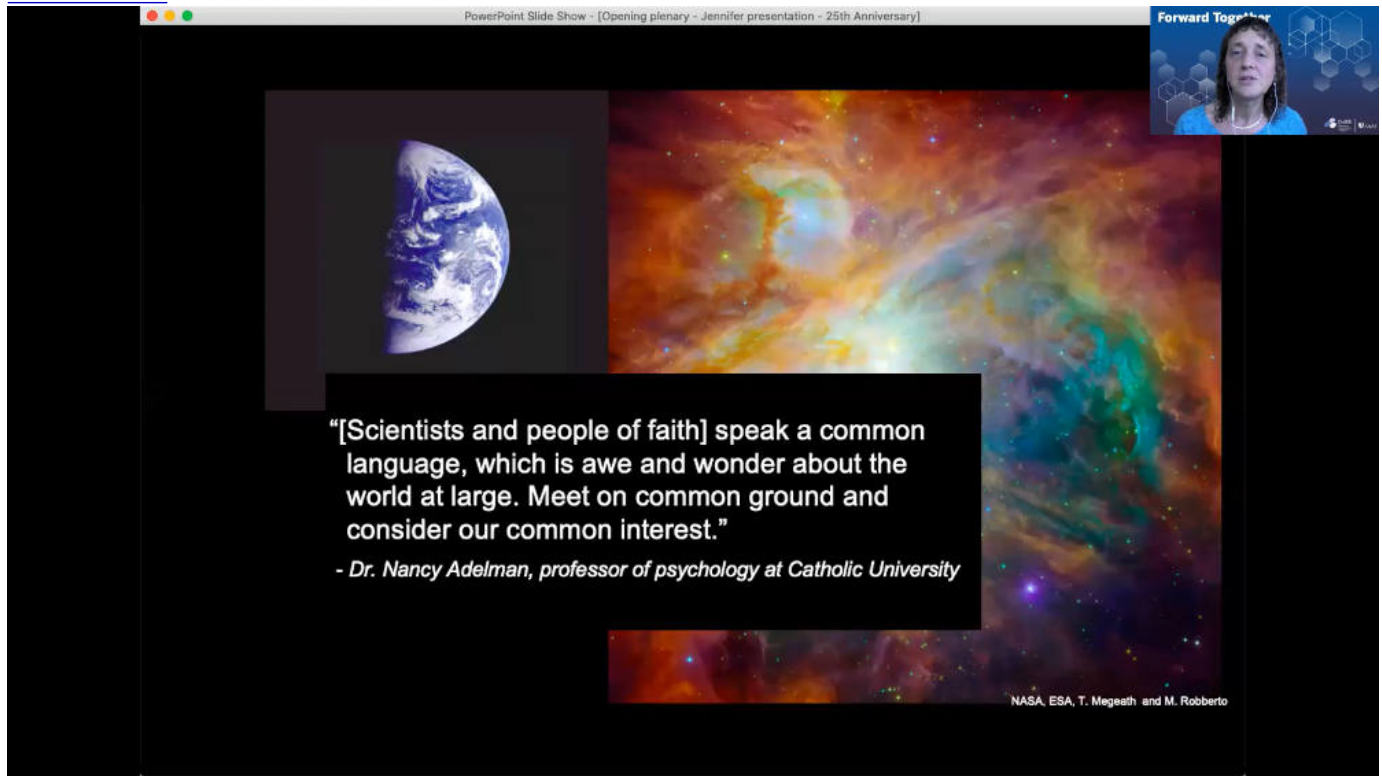 PowerPoint Slide Show - [Opening plenary - Jennifer presentation - 25th Anniversary]
Forward Together
“[Scientists and people of faith] speak a common
language, which is awe and wonder about the
world at large. Meet on common ground and
consider our common interest.”
- Dr. Nancy Adelman, professor of psychology at Catholic University
NASA, ESA, T. Megeath and M. Robberto